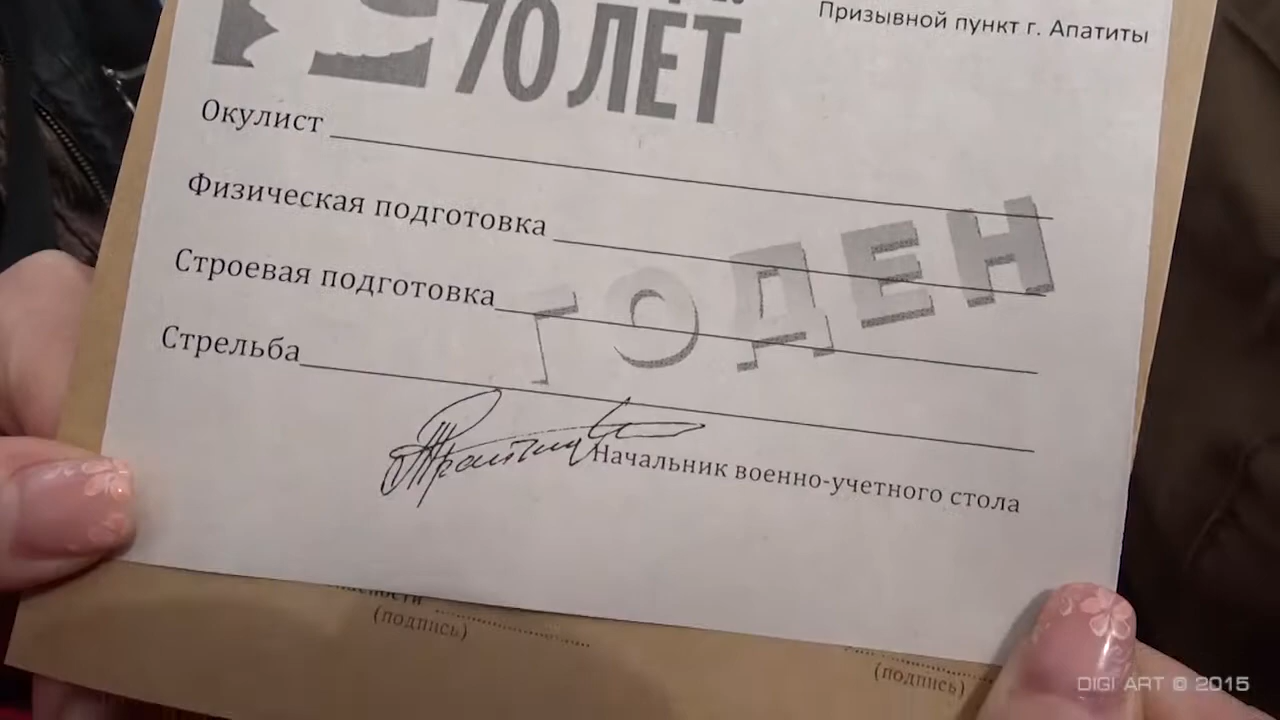 70 ЛЕТ
Призывной пункт г. Апатиты
Окулист
Физическая подготовка
Строевая подготовка
Стрельба
ГОДЕН
Начальник военно-учетного стола
(подпись)
(подпись)
DIGI ART © 2015